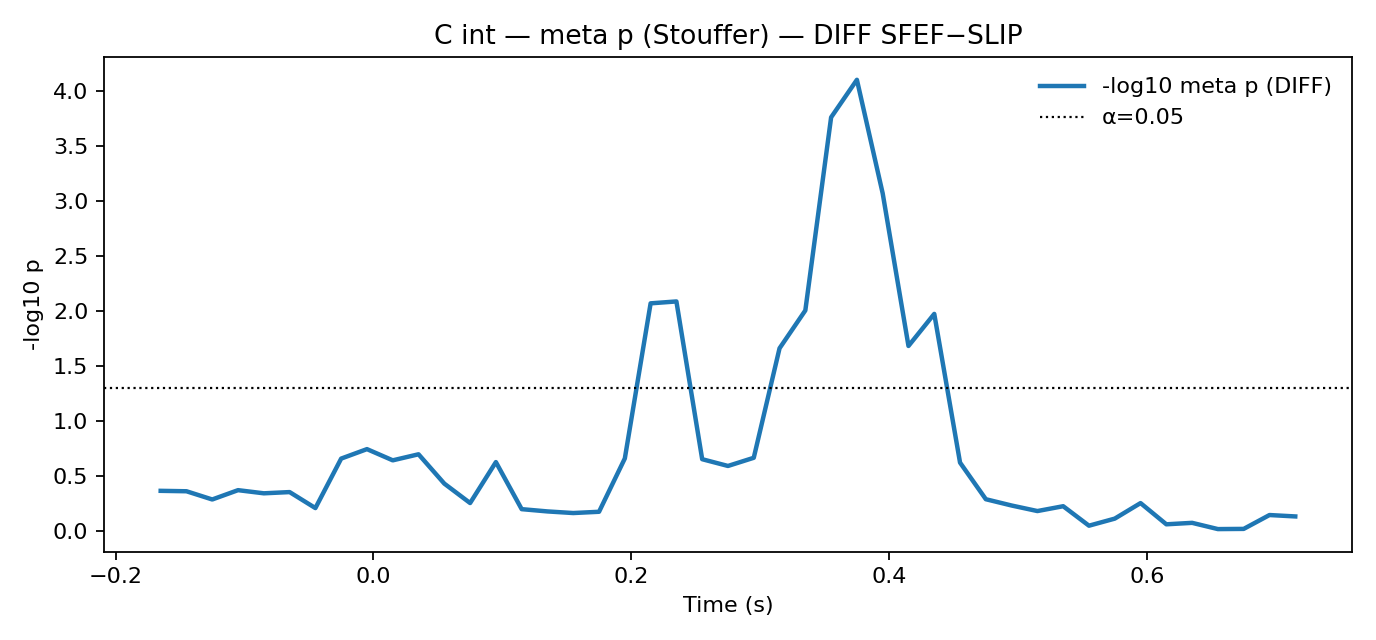 C int — meta p (Stouffer) — DIFF SFEF−SLIP
-log10 meta p (DIFF)
α=0.05
-log10 p
4.0
3.5
3.0
2.5
2.0
1.5
1.0
0.5
0.0
−0.2 0.0 0.2 0.4 0.6
Time (s)